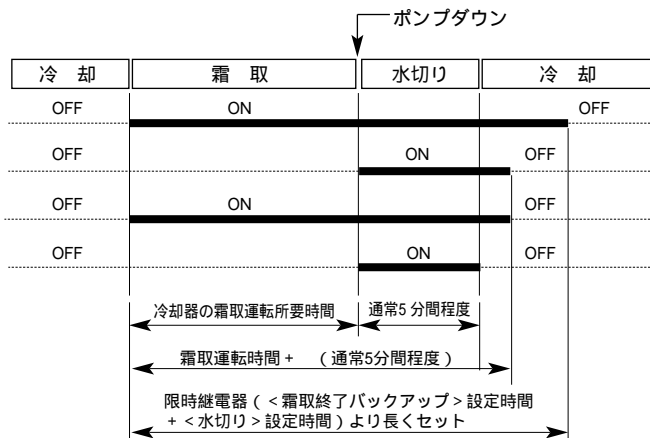 ポンプダウン
冷 却 霜 取 水切り 冷 却
OFF ON OFF
OFF ON OFF
OFF ON OFF
OFF ON OFF
冷却器の霜取運転所要時間 通常5分間程度
霜取運転時間+ (通常5分間程度)
限時継電器(<霜取終了バックアップ>設定時間
+<水切り>設定時間)より長くセット